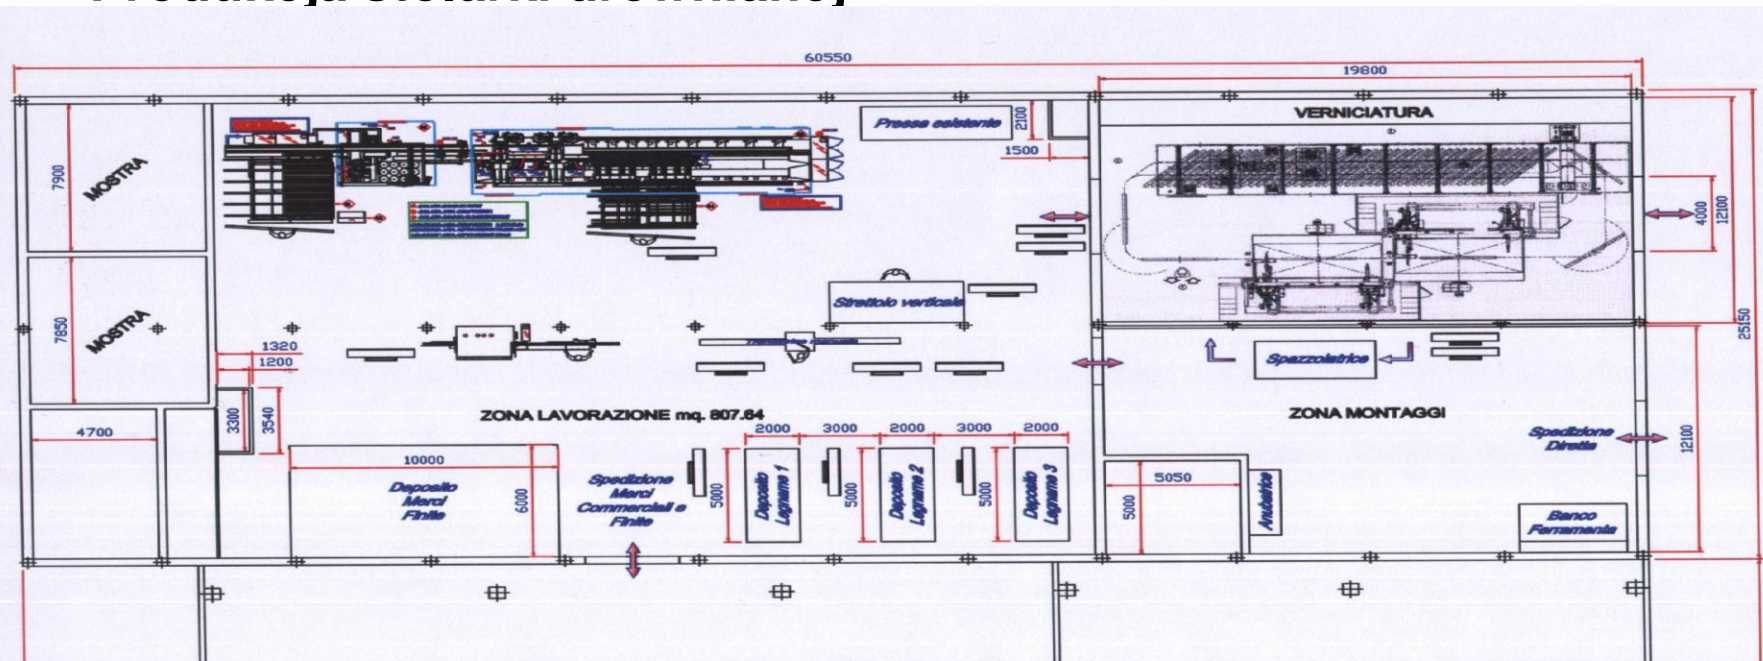 Produkcja stolarki drewnianej
60550
19800
VERNICIATURA
Pressa esistente
2100
1500
MOSTRA
7900
4000
12100
25150
MOSTRA
7850
Strettoio verticale
1320
1200
Spazzolatrice
3300
3540
ZONA LAVORAZIONE mq. 807.64
ZONA MONTAGGI
4700
2000
3000
2000
3000
2000
Spedizione
Diretta
12100
10000
6000
Deposito
Merci
Finite
Spedizione
Merci
Commerciali e
Finite
5000
Deposito
Legname 1
5000
Deposito
Legname 2
5000
Deposito
Legname 3
5050
5000
Anubatrice
Banco
Ferramenta